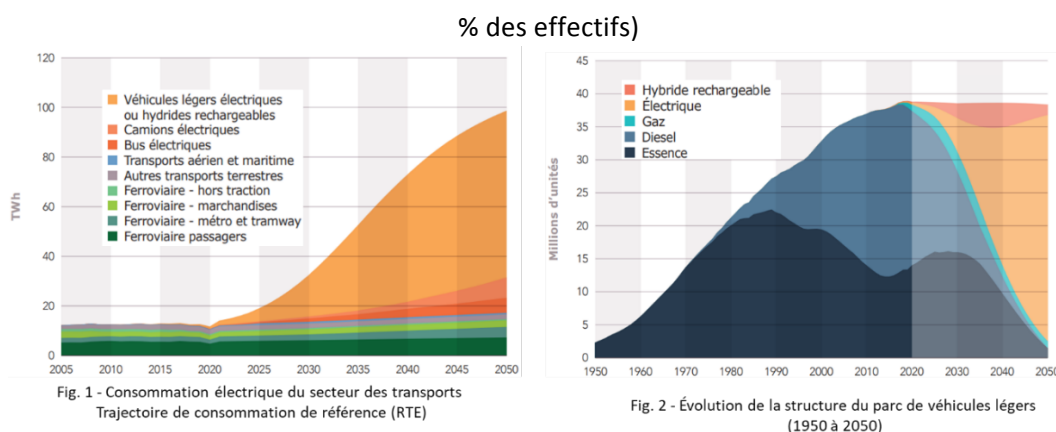 % des effectifs)
120
100
80
60
40
20
0
TWh
Véhicules légers électriques
ou hydrides rechargeables
Camions électriques
Bus électriques
Transports aérien et maritime
Autres transports terrestres
Ferroviaire - hors traction
Ferroviaire - marchandises
Ferroviaire - métro et tramway
Ferroviaire passagers
2005 2010 2015 2020 2025 2030 2035 2040 2045 2050
Fig. 1 - Consommation électrique du secteur des transports
Trajectoire de consommation de référence (RTE)
45
40
35
30
25
20
15
10
5
0
Millions d'unités
Hybride rechargeable
Électrique
Gaz
Diesel
Essence
1950 1960 1970 1980 1990 2000 2010 2020 2030 2040 2050
Fig. 2 - Évolution de la structure du parc de véhicules légers
(1950 à 2050)